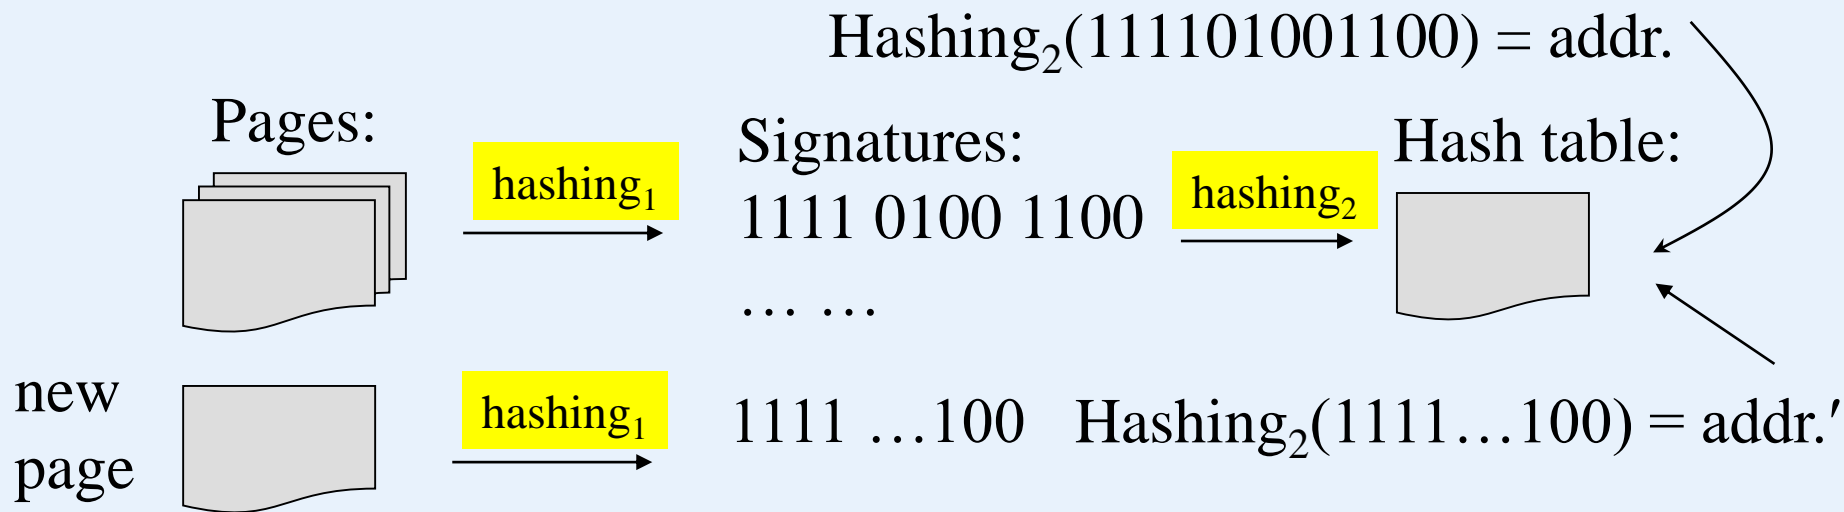 Hashing₂(111101001100) = addr.
Pages:
hashing₁
Signatures:
1111 0100 1100
… …
hashing₂
Hash table:
new
page
hashing₁
1111 …100
Hashing₂(1111…100) = addr.′